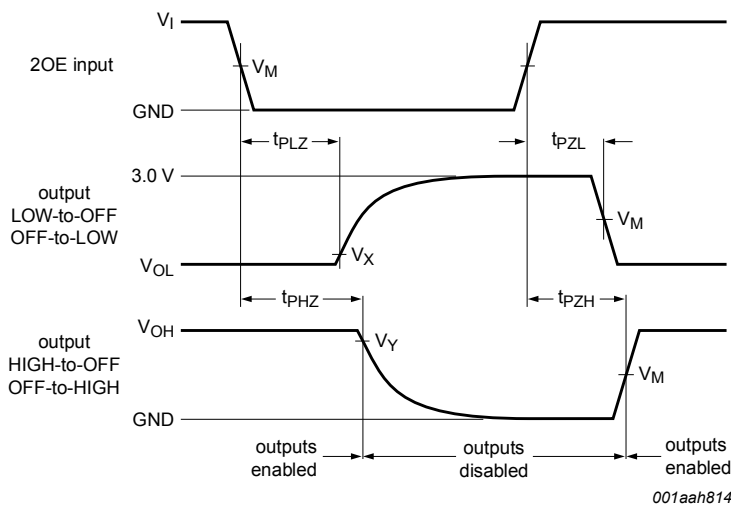 V_I
2OE input
V_M
GND
t_PLZ
t_PZL
3.0 V
output
LOW-to-OFF
OFF-to-LOW
V_M
V_X
V_OL
t_PHZ
t_PZH
V_OH
output
HIGH-to-OFF
OFF-to-HIGH
V_Y
V_M
GND
outputs
enabled
outputs
disabled
outputs
enabled
001aah814